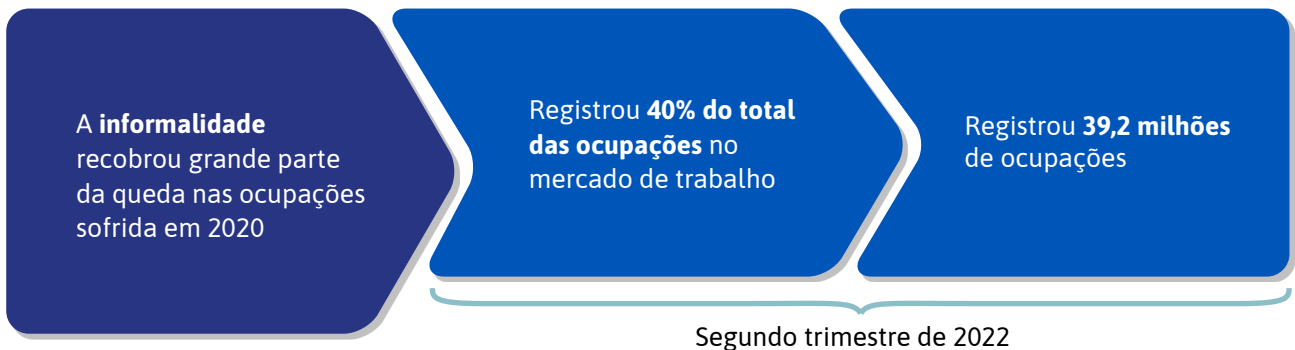 A informalidade
recobrou grande parte
da queda nas ocupações
sofrida em 2020
Registrou 40% do total
das ocupações no
mercado de trabalho
Registrou 39,2 milhões
de ocupações
Segundo trimestre de 2022